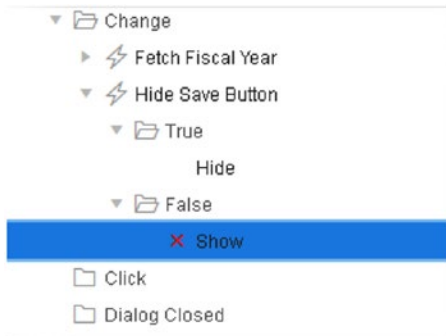 Change
Fetch Fiscal Year
Hide Save Button
True
Hide
False
Show
Click
Dialog Closed